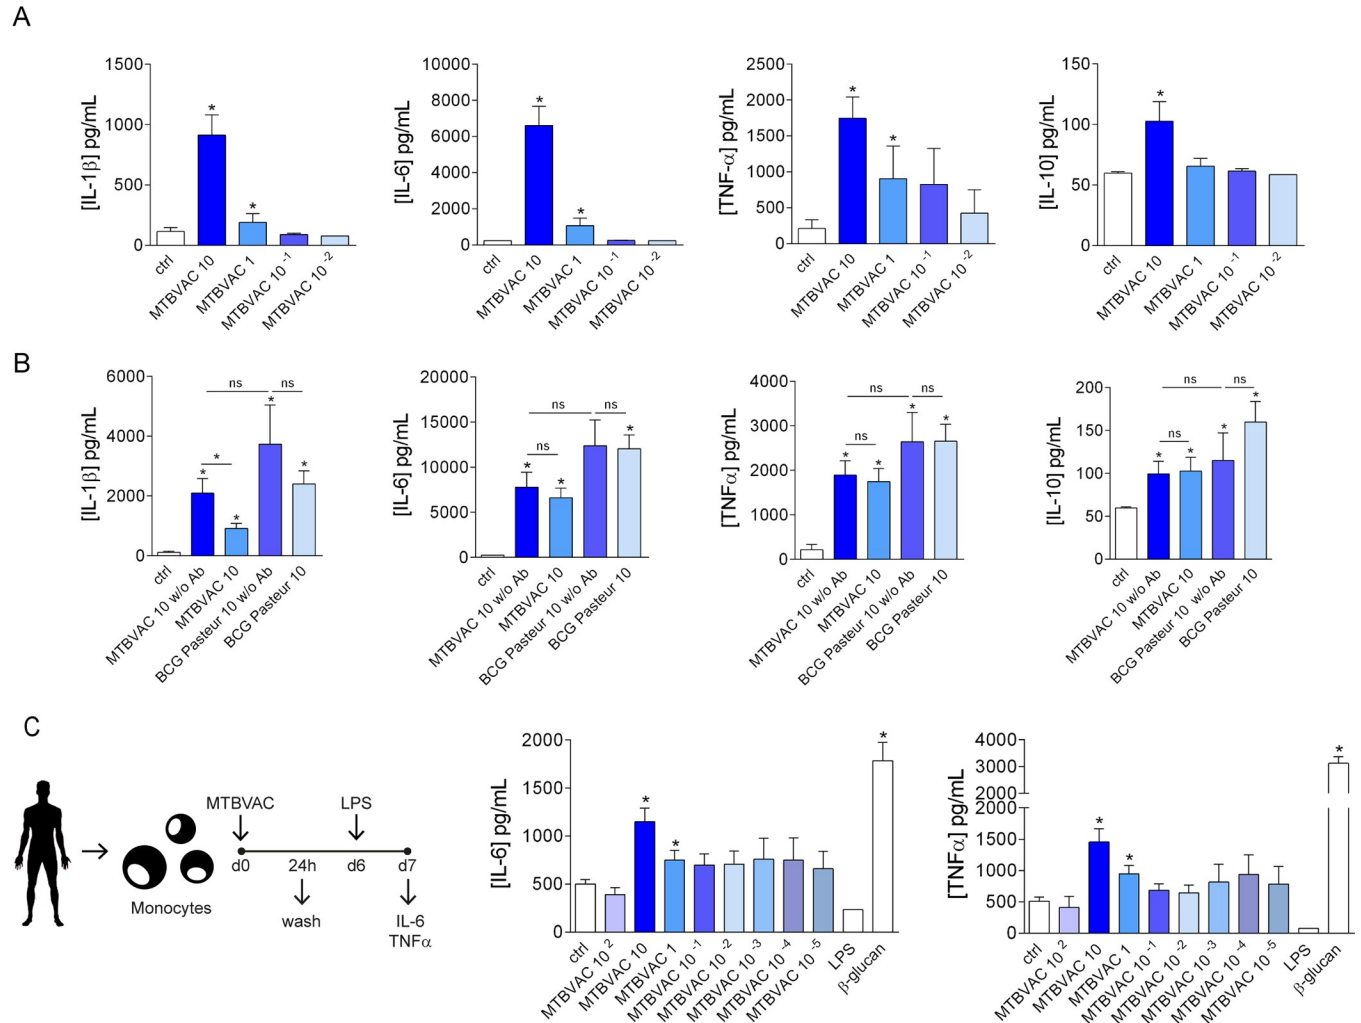 A
[IL-1β] pg/mL
1500
1000
500
0
*
*
ctrl
MTBVAC 10
MTBVAC 1
MTBVAC 10 -1
MTBVAC 10 -2
[IL-6] pg/mL
8000
6000
4000
2000
0
*
*
ctrl
MTBVAC 10
MTBVAC 1
MTBVAC 10 -1
MTBVAC 10 -2
[TNF-α] pg/mL
2500
2000
1500
1000
500
0
*
*
ctrl
MTBVAC 10
MTBVAC 1
MTBVAC 10 -1
MTBVAC 10 -2
[IL-10] pg/mL
150
100
50
0
*
ctrl
MTBVAC 10
MTBVAC 1
MTBVAC 10 -1
MTBVAC 10 -2
B
[IL-1β] pg/mL
6000
4000
2000
0
ns ns
*
*
* * *
ctrl
MTBVAC 10 w/o Ab
MTBVAC 10
BCG Pasteur 10 w/o Ab
BCG Pasteur 10
[IL-6] pg/mL
20000
15000
10000
5000
0
ns ns
ns
* * *
ctrl
MTBVAC 10 w/o Ab
MTBVAC 10
BCG Pasteur 10 w/o Ab
BCG Pasteur 10
[TNFα] pg/mL
4000
3000
2000
1000
0
ns ns
ns
* * * *
ctrl
MTBVAC 10 w/o Ab
MTBVAC 10
BCG Pasteur 10 w/o Ab
BCG Pasteur 10
[IL-10] pg/mL
200
150
100
50
0
ns ns
ns
* * * *
ctrl
MTBVAC 10 w/o Ab
MTBVAC 10
BCG Pasteur 10 w/o Ab
BCG Pasteur 10
C
Monocytes
MTBVAC LPS
d0 24h d6 d7
wash IL-6
TNFα
[IL-6] pg/mL
2000
1500
1000
500
0
*
*
*
ctrl
MTBVAC 10 2
MTBVAC 10
MTBVAC 1
MTBVAC 10 -1
MTBVAC 10 -2
MTBVAC 10 -3
MTBVAC 10 -4
MTBVAC 10 -5
LPS
β-glucan
[TNFα] pg/mL
4000
3000
2000
2000
1500
1000
500
0
*
*
*
ctrl
MTBVAC 10 2
MTBVAC 10
MTBVAC 1
MTBVAC 10 -1
MTBVAC 10 -2
MTBVAC 10 -3
MTBVAC 10 -4
MTBVAC 10 -5
LPS
β-glucan